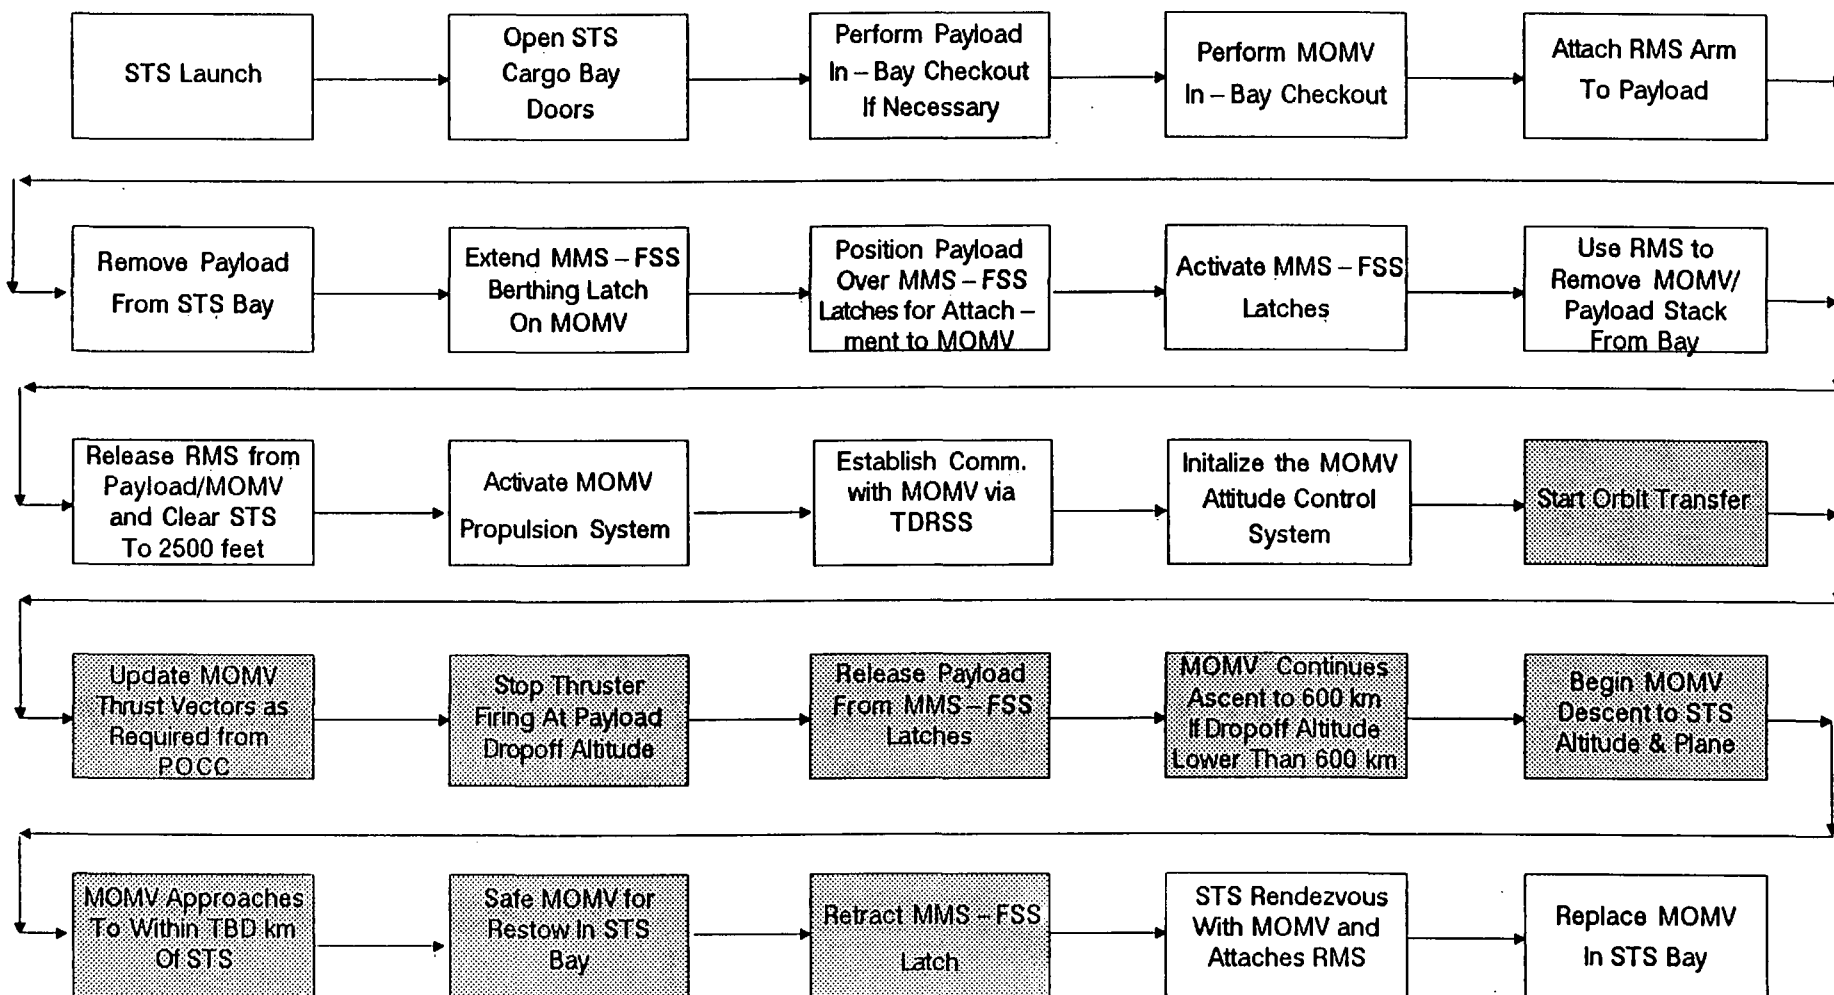 STS Launch
Open STS
Cargo Bay
Doors
Perform Payload
In – Bay Checkout
If Necessary
Perform MOMV
In – Bay Checkout
Attach RMS Arm
To Payload
Remove Payload
From STS Bay
Extend MMS – FSS
Berthing Latch
On MOMV
Position Payload
Over MMS – FSS
Latches for Attach –
ment to MOMV
Activate MMS – FSS
Latches
Use RMS to
Remove MOMV/
Payload Stack
From Bay
Release RMS from
Payload/MOMV
and Clear STS
To 2500 feet
Activate MOMV
Propulsion System
Establish Comm.
with MOMV via
TDRSS
Initalize the MOMV
Attitude Control
System
Start Orbit Transfer
Update MOMV
Thrust Vectors as
Required from
POCC
Stop Thruster
Firing At Payload
Dropoff Altitude
Release Payload
From MMS – FSS
Latches
MOMV Continues
Ascent to 600 km
If Dropoff Altitude
Lower Than 600 km
Begin MOMV
Descent to STS
Altitude & Plane
MOMV Approaches
To Within TBD km
Of STS
Safe MOMV for
Restow In STS
Bay
Retract MMS – FSS
Latch
STS Rendezvous
With MOMV and
Attaches RMS
Replace MOMV
In STS Bay